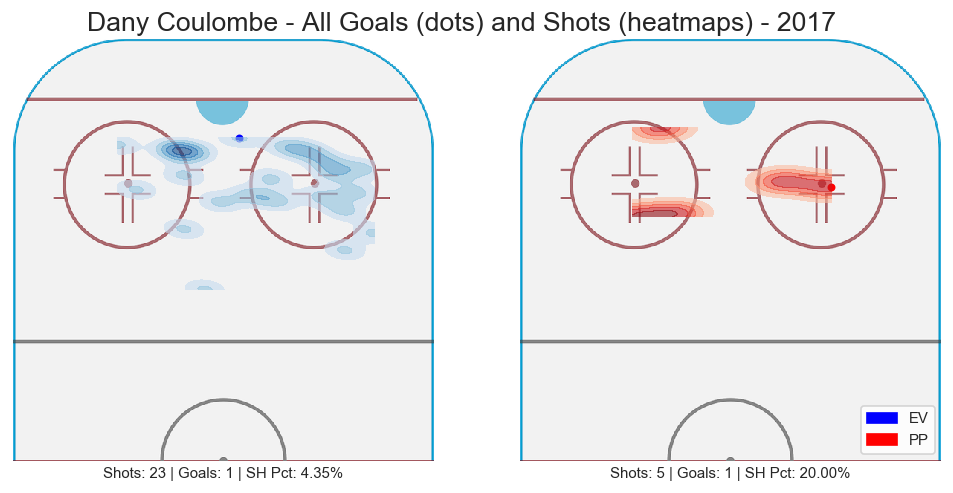 Dany Coulombe - All Goals (dots) and Shots (heatmaps) - 2017
EV
PP
Shots: 23 | Goals: 1 | SH Pct: 4.35%
Shots: 5 | Goals: 1 | SH Pct: 20.00%